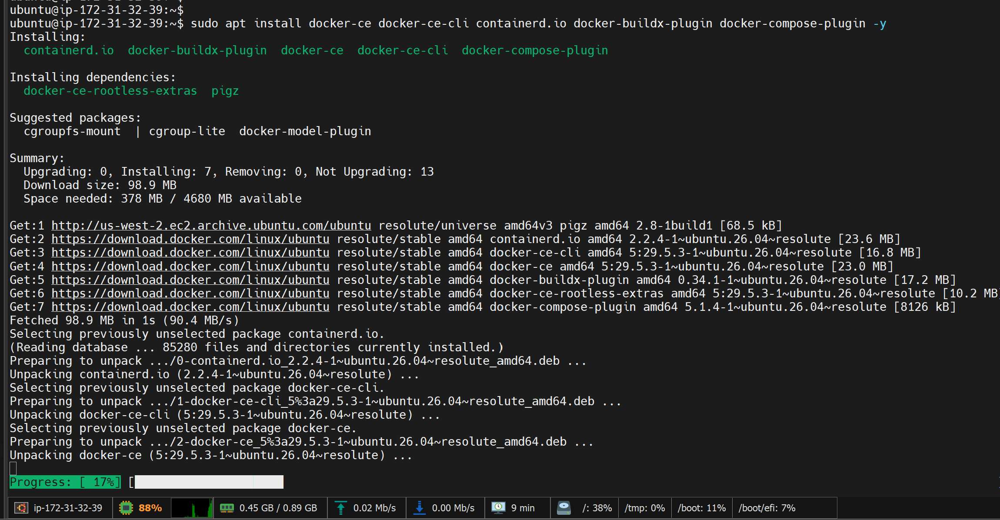 ubuntu@ip-172-31-32-39:~$
ubuntu@ip-172-31-32-39:~$
ubuntu@ip-172-31-32-39:~$ sudo apt install docker-ce docker-ce-cli containerd.io docker-buildx-plugin docker-compose-plugin -y
Installing:
  containerd.io  docker-buildx-plugin  docker-ce  docker-ce-cli  docker-compose-plugin

Installing dependencies:
  docker-ce-rootless-extras  pigz

Suggested packages:
  cgroupfs-mount  | cgroup-lite  docker-model-plugin

Summary:
  Upgrading: 0, Installing: 7, Removing: 0, Not Upgrading: 13
  Download size: 98.9 MB
  Space needed: 378 MB / 4680 MB available

Get:1 http://us-west-2.ec2.archive.ubuntu.com/ubuntu resolute/universe amd64v3 pigz amd64 2.8-1build1 [68.5 kB]
Get:2 https://download.docker.com/linux/ubuntu resolute/stable amd64 containerd.io amd64 2.2.4-1~ubuntu.26.04~resolute [23.6 MB]
Get:3 https://download.docker.com/linux/ubuntu resolute/stable amd64 docker-ce-cli amd64 5:29.5.3-1~ubuntu.26.04~resolute [16.8 MB]
Get:4 https://download.docker.com/linux/ubuntu resolute/stable amd64 docker-ce amd64 5:29.5.3-1~ubuntu.26.04~resolute [23.0 MB]
Get:5 https://download.docker.com/linux/ubuntu resolute/stable amd64 docker-buildx-plugin amd64 0.34.1-1~ubuntu.26.04~resolute [17.2 MB]
Get:6 https://download.docker.com/linux/ubuntu resolute/stable amd64 docker-ce-rootless-extras amd64 5:29.5.3-1~ubuntu.26.04~resolute [10.2 MB]
Get:7 https://download.docker.com/linux/ubuntu resolute/stable amd64 docker-compose-plugin amd64 5.1.4-1~ubuntu.26.04~resolute [8126 kB]
Fetched 98.9 MB in 1s (90.4 MB/s)
Selecting previously unselected package containerd.io.
(Reading database ... 85280 files and directories currently installed.)
Preparing to unpack .../0-containerd.io_2.2.4-1~ubuntu.26.04~resolute_amd64.deb ...
Unpacking containerd.io (2.2.4-1~ubuntu.26.04~resolute) ...
Selecting previously unselected package docker-ce-cli.
Preparing to unpack .../1-docker-ce-cli_5%3a29.5.3-1~ubuntu.26.04~resolute_amd64.deb ...
Unpacking docker-ce-cli (5:29.5.3-1~ubuntu.26.04~resolute) ...
Selecting previously unselected package docker-ce.
Preparing to unpack .../2-docker-ce_5%3a29.5.3-1~ubuntu.26.04~resolute_amd64.deb ...
Unpacking docker-ce (5:29.5.3-1~ubuntu.26.04~resolute) ...
Progress: [ 17%] [
ip-172-31-32-39 88% 0.45 GB / 0.89 GB 0.02 Mb/s 0.00 Mb/s 9 min /: 38% /tmp: 0% /boot: 11% /boot/efi: 7%